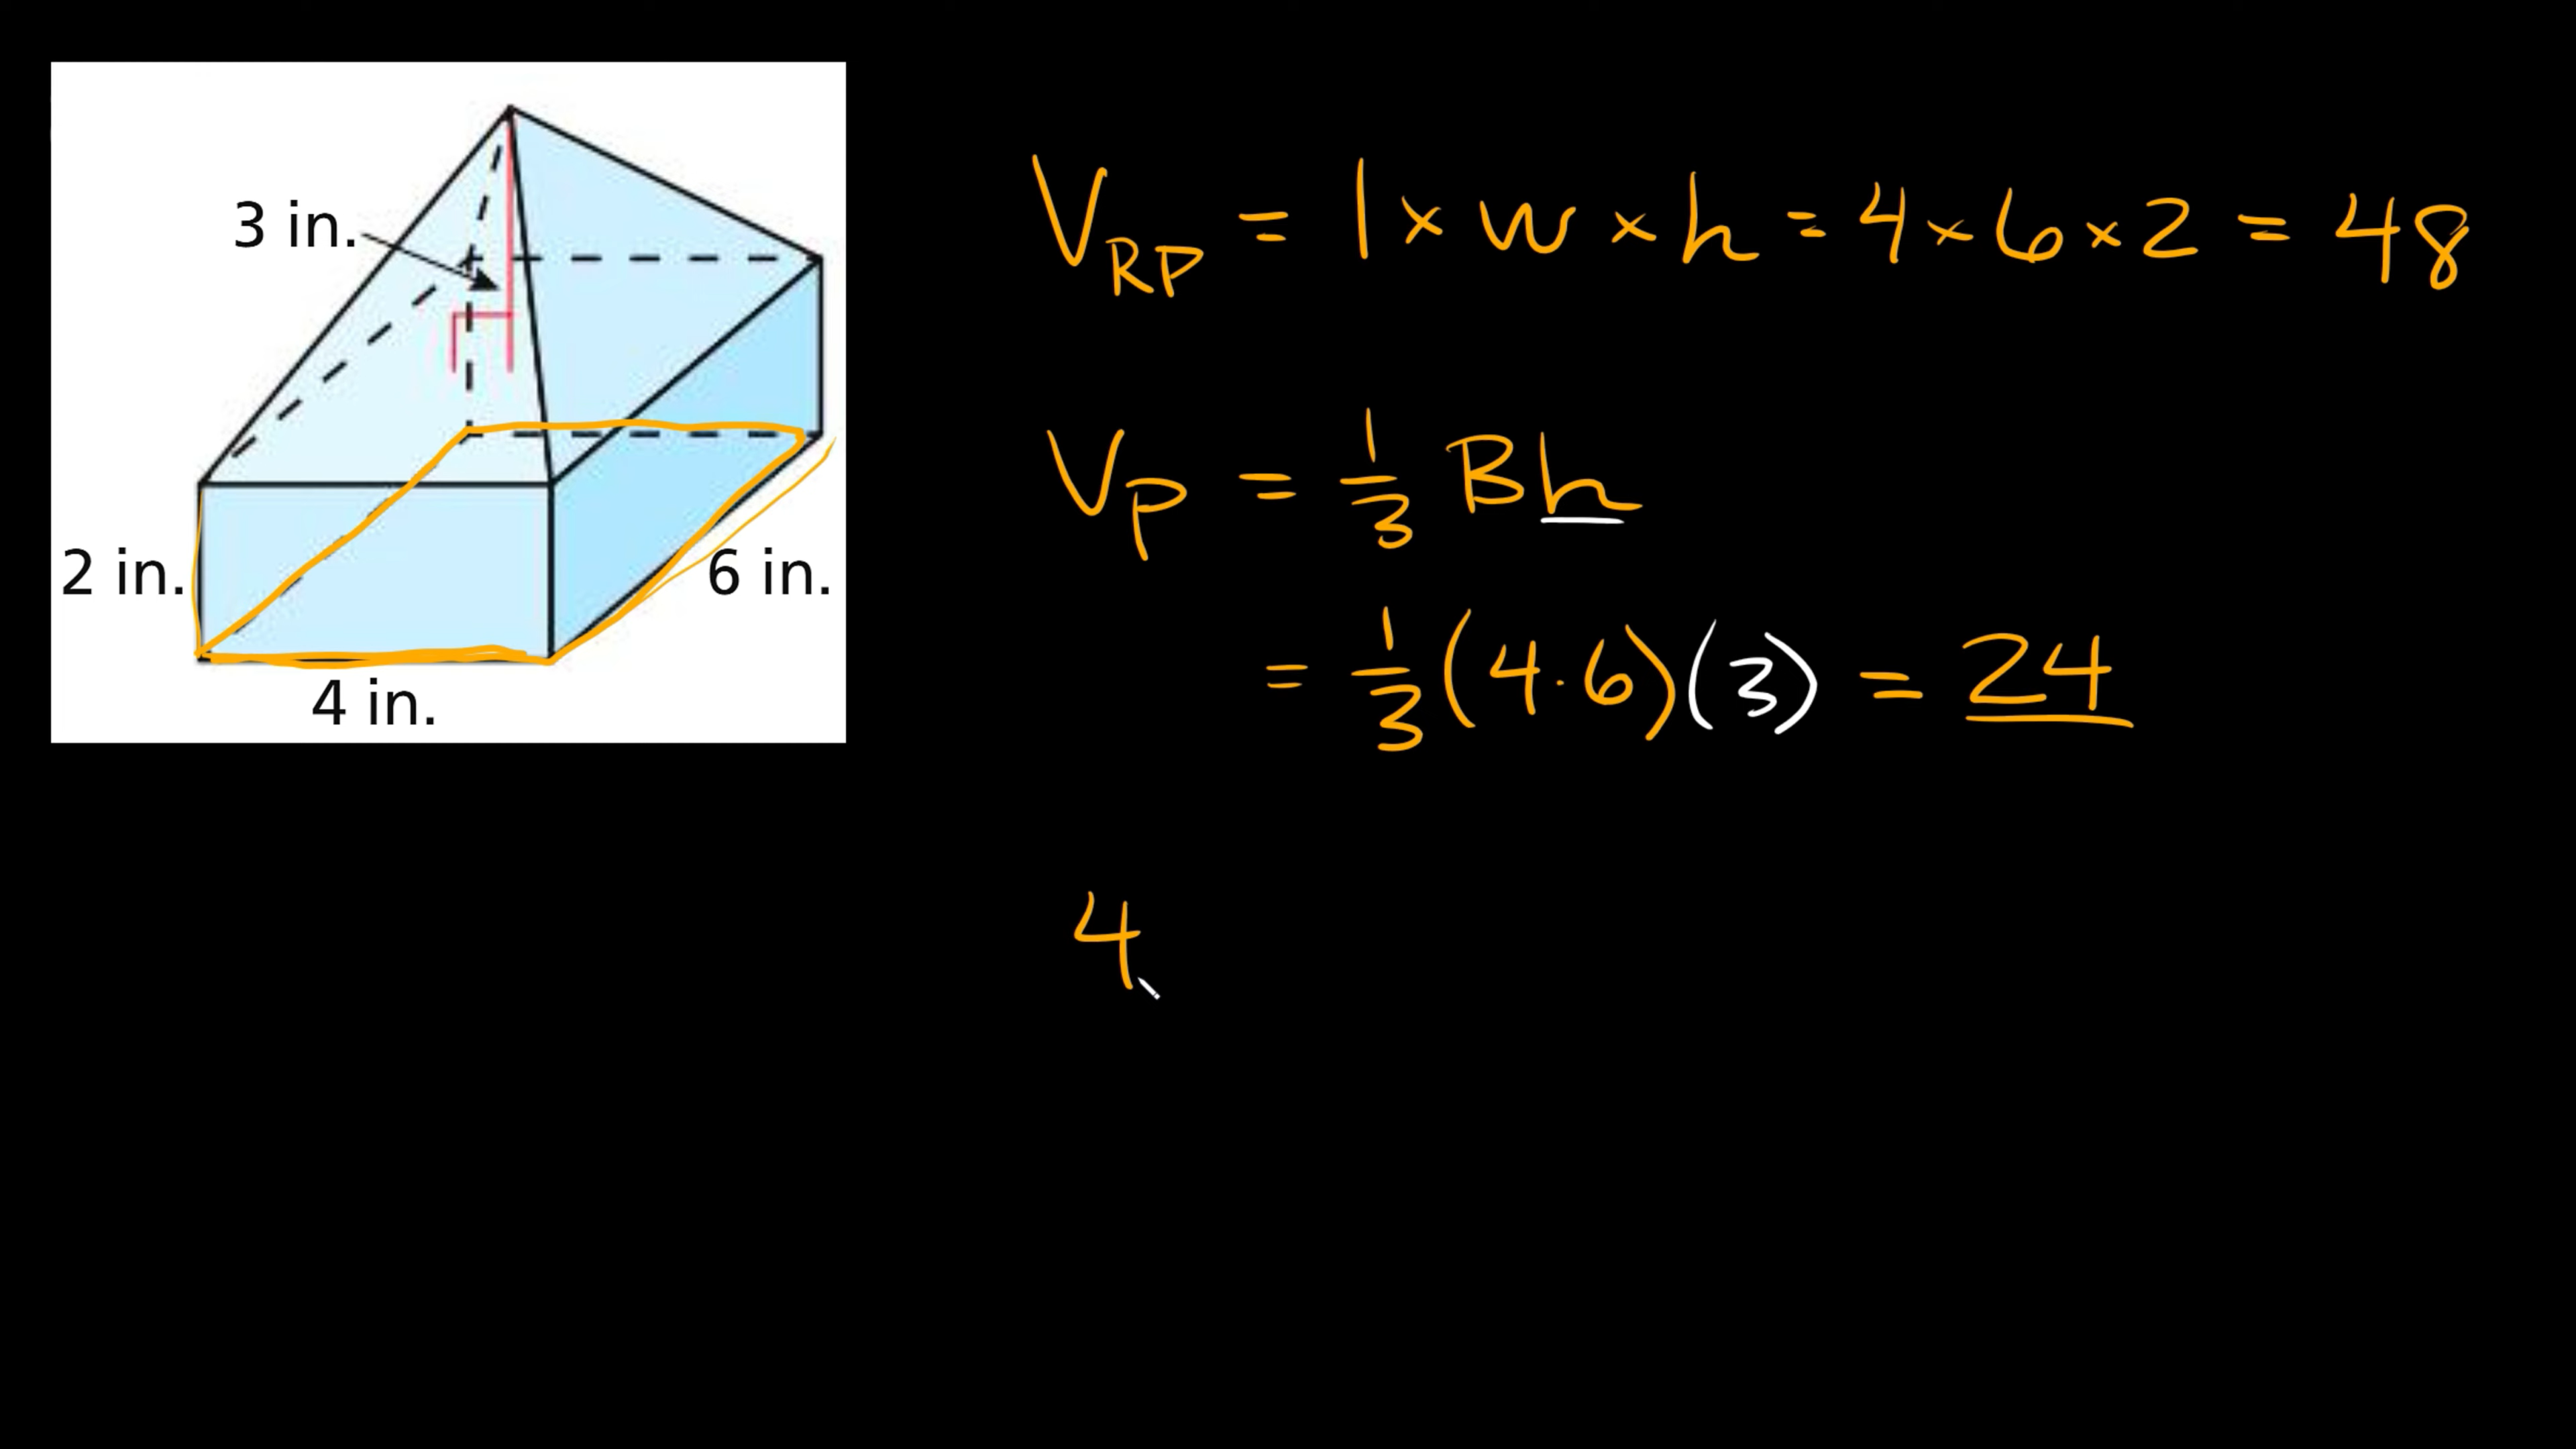 3 in.
2 in.
6 in.
4 in.
V_RP = l × w × h = 4 × 6 × 2 = 48
V_P = 1/3 Bh
= 1/3 (4·6)(3) = 24
4